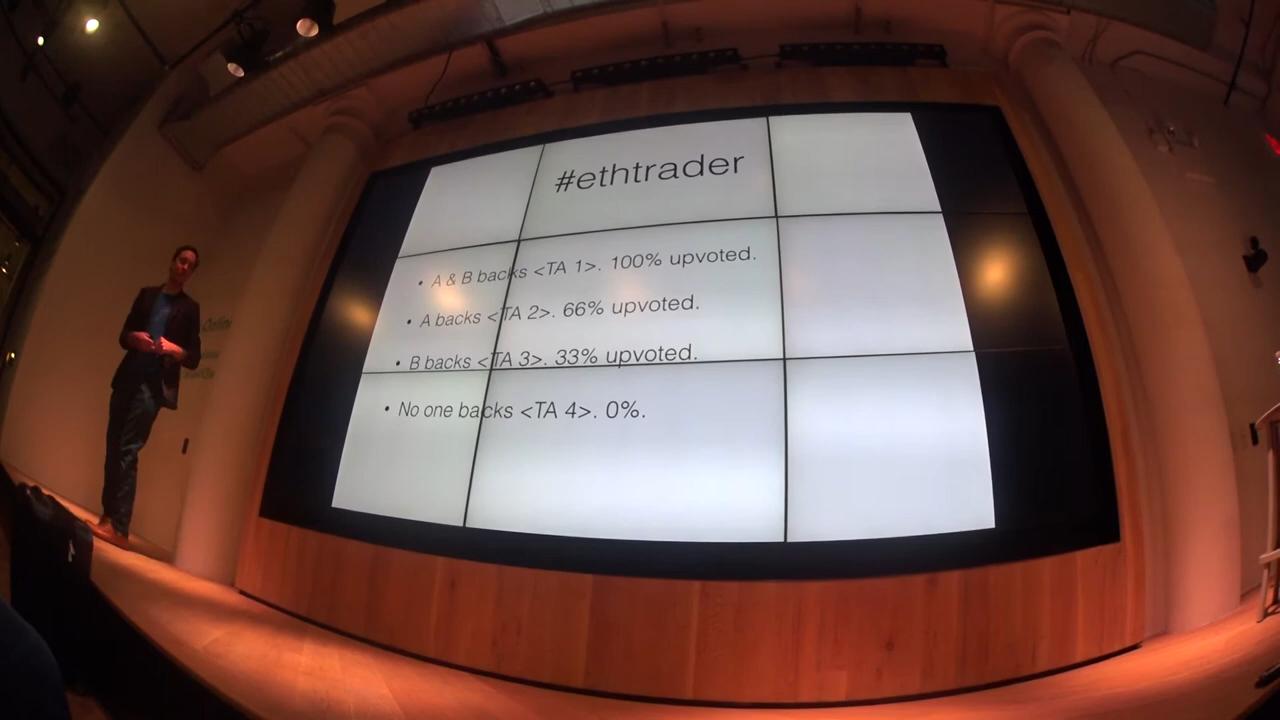 #ethtrader
• A & B backs <TA 1>. 100% upvoted.
• A backs <TA 2>. 66% upvoted.
• B backs <TA 3>. 33% upvoted.
• No one backs <TA 4>. 0%.